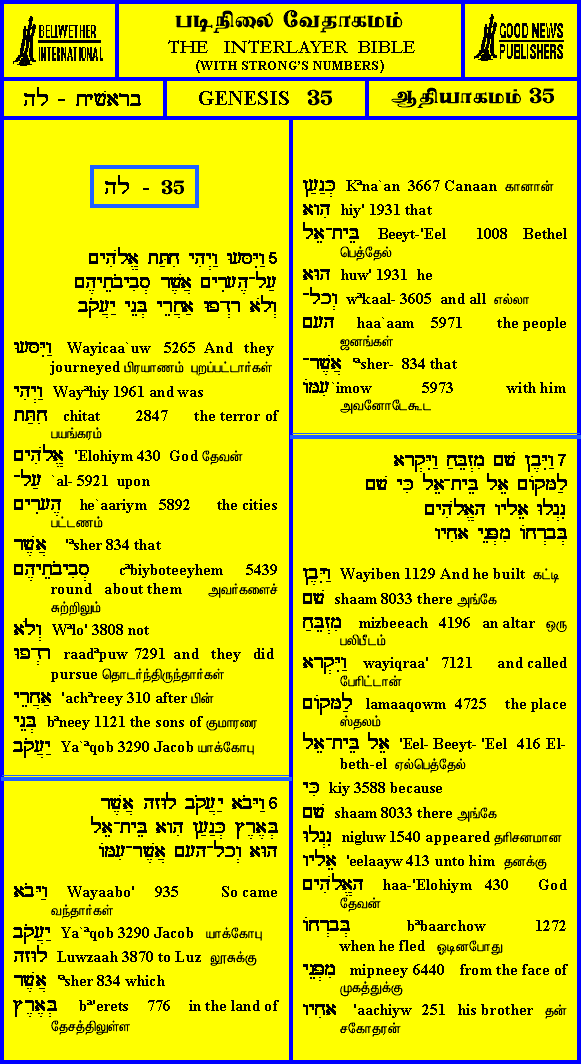 BELLWETHER
INTERNATIONAL
படிநிலை வேதாகமம்
THE INTERLAYER BIBLE
(WITH STRONG'S NUMBERS)
GOOD NEWS
PUBLISHERS
בראשית - לה
GENESIS 35
ஆதியாகமம் 35
לה - 35
5 וַיִּסָּעוּ וַיְהִי חִתַּת אֱלֹהִים
עַל־הֶעָרִים אֲשֶׁר סְבִיבֹתֵיהֶם
וְלֹא רָדְפוּ אַחֲרֵי בְּנֵי יַעֲקֹב
וַיִּסָּעוּ Wayicaa`uw 5265 And they
journeyed பிரயாணம் புறப்பட்டார்கள்
וַיְהִי Wayªhiy 1961 and was
חִתַּת chitat 2847 the terror of
பயங்கரம்
אֱלֹהִים 'Elohiym 430 God தேவன்
עַל־ `al- 5921 upon
הֶעָרִים he`aariym 5892 the cities
பட்டணம்
אֲשֶׁר 'ªsher 834 that
סְבִיבֹתֵיהֶם cªbiyboteeyhem 5439
round about them அவர்களைச்
சுற்றிலும்
וְלֹא Wªlo' 3808 not
רָדְפוּ raadªpuw 7291 and they did
pursue தொடர்ந்திருந்தார்கள்
אַחֲרֵי 'achªreey 310 after பின்
בְּנֵי bªneey 1121 the sons of குமாரரை
יַעֲקֹב Ya`ªqob 3290 Jacob யாக்கோபு
6 וַיָּבֹא יַעֲקֹב לוּזָה אֲשֶׁר
בְּאֶרֶץ כְּנַעַן הִוא בֵּית־אֵל
הוּא וְכָל־הָעָם אֲשֶׁר־עִמּוֹ
וַיָּבֹא Wayaabo' 935 So came
வந்தார்கள்
יַעֲקֹב Ya`ªqob 3290 Jacob யாக்கோபு
לוּזָה Luwzaah 3870 to Luz லூசுக்கு
אֲשֶׁר 'ªsher 834 which
בְּאֶרֶץ bª'erets 776 in the land of
தேசத்திலுள்ள
כְּנַעַן Kªna`an 3667 Canaan கானான்
הִוא hiy' 1931 that
בֵּית־אֵל Beeyt-'Eel 1008 Bethel
பெத்தேல்
הוּא huw' 1931 he
וְכָל־ wªkaal- 3605 and all எல்லா
הָעָם haa`aam 5971 the people
ஜனங்கள்
אֲשֶׁר־ 'ªsher- 834 that
עִמּוֹ `imow 5973 with him
அவனோடேகூட
7 וַיִּבֶן שָׁם מִזְבֵּחַ וַיִּקְרָא
לַמָּקוֹם אֵל בֵּית־אֵל כִּי שָׁם
נִגְלוּ אֵלָיו הָאֱלֹהִים
בְּבָרְחוֹ מִפְּנֵי אָחִיו
וַיִּבֶן Wayiben 1129 And he built கட்டி
שָׁם shaam 8033 there அங்கே
מִזְבֵּחַ mizbeeach 4196 an altar ஒரு
பலிபீடம்
וַיִּקְרָא wayiqraa' 7121 and called
பேரிட்டான்
לַמָּקוֹם lamaaqowm 4725 the place
ஸ்தலம்
אֵל בֵּית־אֵל 'Eel- Beeyt- 'Eel 416 El-
beth-el ஏல்பெத்தேல்
כִּי kiy 3588 because
שָׁם shaam 8033 there அங்கே
נִגְלוּ nigluw 1540 appeared தரிசனமான
אֵלָיו 'eelaayw 413 unto him தனக்கு
הָאֱלֹהִים haa-'Elohiym 430 God
தேவன்
בְּבָרְחוֹ bªbaarchow 1272
when he fled ஓடினபோது
מִפְּנֵי mipneey 6440 from the face of
முகத்துக்கு
אָחִיו 'aachiyw 251 his brother தன்
சகோதரன்